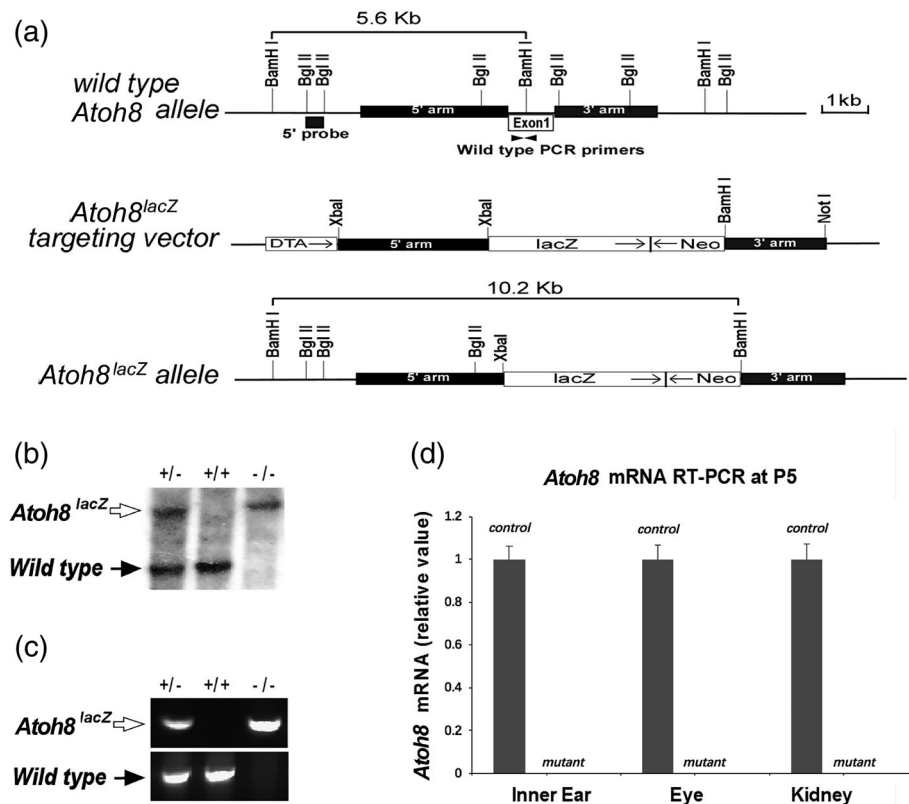 (a)
5.6 Kb
BamH I
Bgl II
Bgl II
Bgl II
BamH I
Bgl II
Bgl II
BamH I
Bgl II
wild type
Atoh8 allele
5' arm
3' arm
1kb
5' probe
Exon1
Wild type PCR primers
Atoh8lacZ
targeting vector
XbaI
XbaI
BamH I
Not I
DTA
5' arm
lacZ
Neo
3' arm
10.2 Kb
BamH I
Bgl II
Bgl II
Bgl II
XbaI
BamH I
Atoh8lacZ allele
5' arm
lacZ
Neo
3' arm
(b)
+/- +/+ -/-
Atoh8 lacZ
Wild type
(c)
+/- +/+ -/-
Atoh8 lacZ
Wild type
(d)
Atoh8 mRNA RT-PCR at P5
Atoh8 mRNA (relative value)
1.2
1
0.8
0.6
0.4
0.2
0
control
control
control
mutant
mutant
mutant
Inner Ear
Eye
Kidney